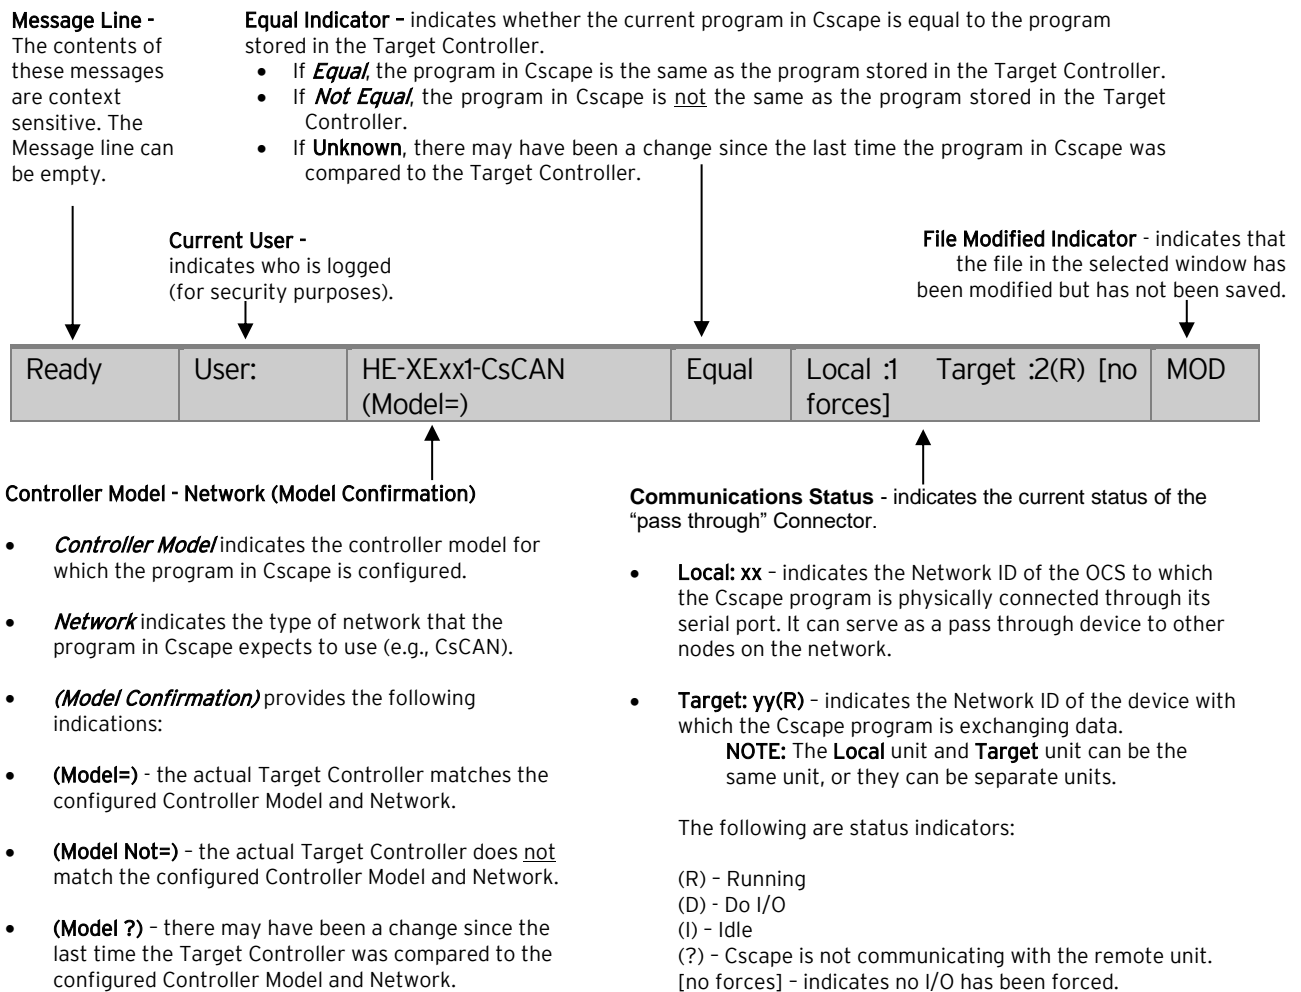 Message Line -
The contents of
these messages
are context
sensitive. The
Message line can
be empty.
Equal Indicator – indicates whether the current program in Cscape is equal to the program
stored in the Target Controller.
• If Equal, the program in Cscape is the same as the program stored in the Target Controller.
• If Not Equal, the program in Cscape is not the same as the program stored in the Target
Controller.
• If Unknown, there may have been a change since the last time the program in Cscape was
compared to the Target Controller.
Current User -
indicates who is logged
(for security purposes).
File Modified Indicator - indicates that
the file in the selected window has
been modified but has not been saved.
Ready
User:
HE-XExx1-CsCAN
(Model=)
Equal
Local :1 Target :2(R) [no
forces]
MOD
Controller Model - Network (Model Confirmation)
• Controller Model indicates the controller model for
which the program in Cscape is configured.
• Network indicates the type of network that the
program in Cscape expects to use (e.g., CsCAN).
• (Model Confirmation) provides the following
indications:
• (Model=) - the actual Target Controller matches the
configured Controller Model and Network.
• (Model Not=) – the actual Target Controller does not
match the configured Controller Model and Network.
• (Model ?) – there may have been a change since the
last time the Target Controller was compared to the
configured Controller Model and Network.
Communications Status - indicates the current status of the
“pass through” Connector.
• Local: xx – indicates the Network ID of the OCS to which
the Cscape program is physically connected through its
serial port. It can serve as a pass through device to other
nodes on the network.
• Target: yy(R) – indicates the Network ID of the device with
which the Cscape program is exchanging data.
NOTE: The Local unit and Target unit can be the
same unit, or they can be separate units.
The following are status indicators:
(R) – Running
(D) - Do I/O
(I) – Idle
(?) – Cscape is not communicating with the remote unit.
[no forces] – indicates no I/O has been forced.